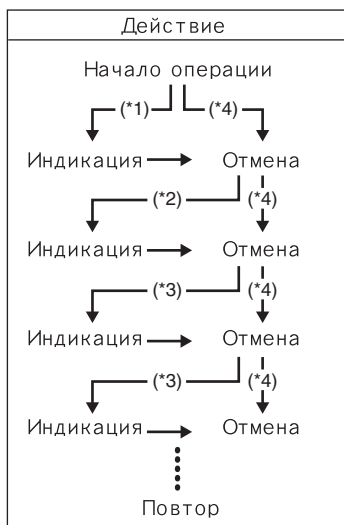 Действие
Начало операции
(*1) (*4)
Индикация Отмена
(*2) (*4)
Индикация Отмена
(*3) (*4)
Индикация Отмена
(*3) (*4)
Индикация Отмена
Повтор